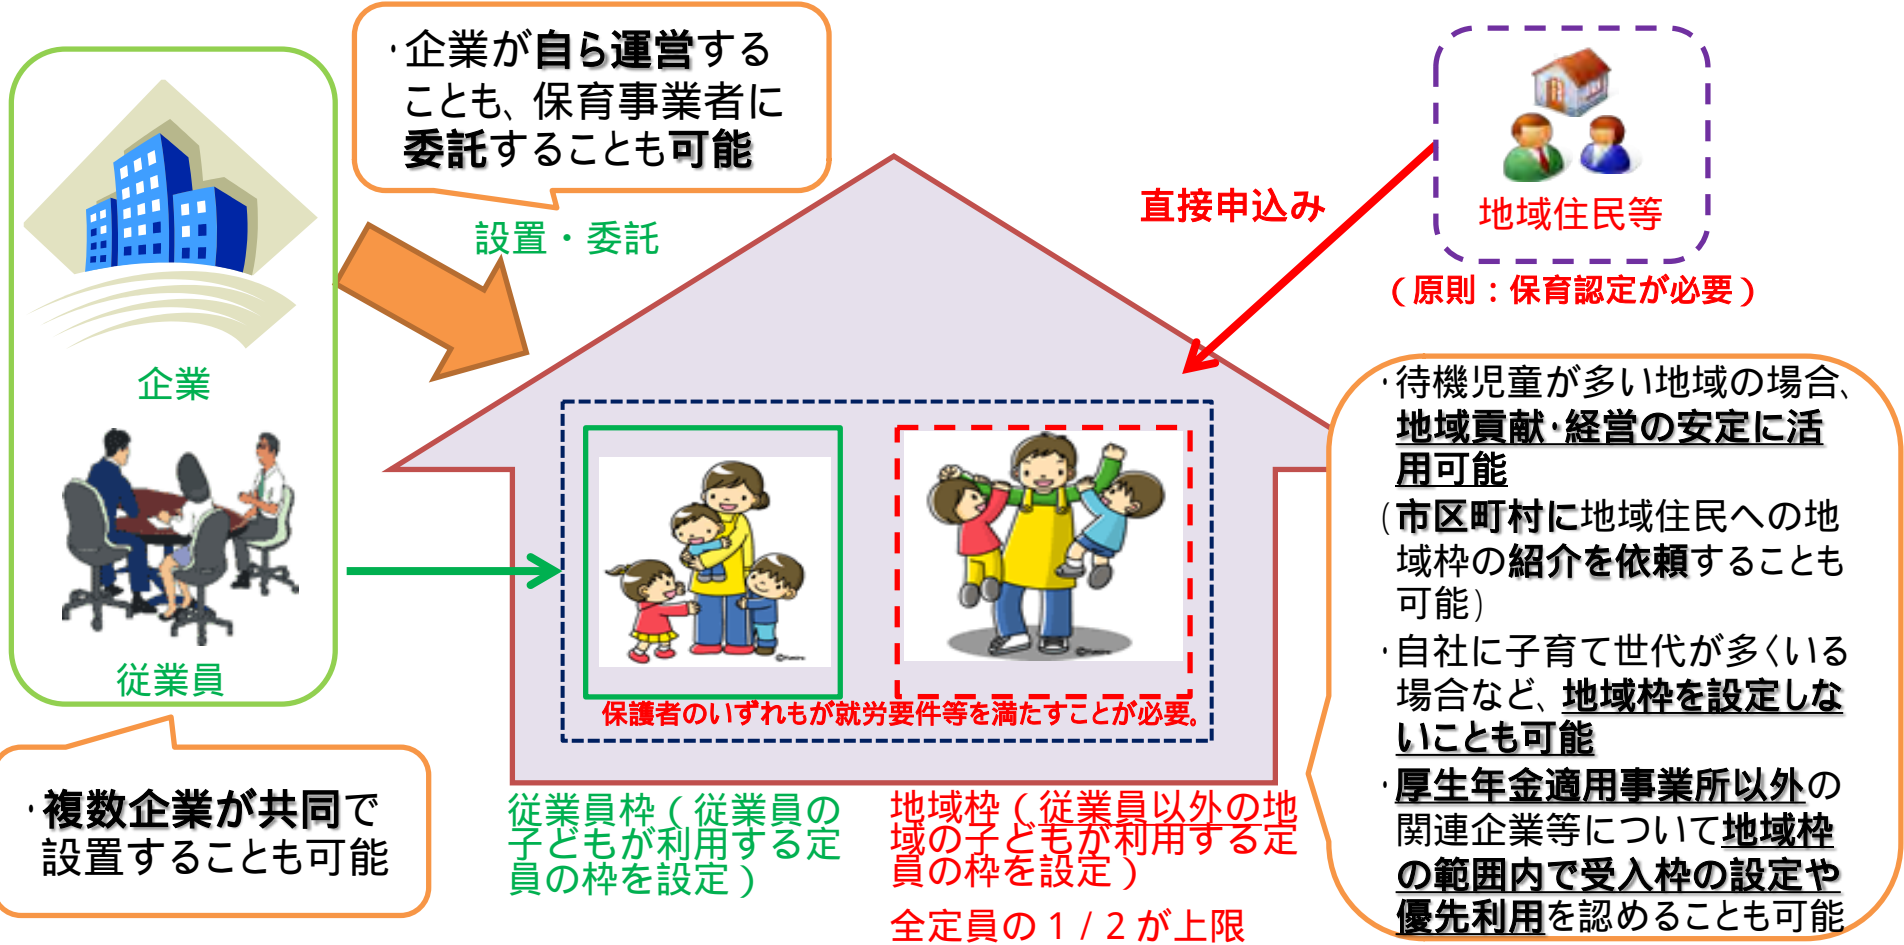 ・企業が自ら運営する
ことも、保育事業者に
委託することも可能
設置・委託
直接申込み
地域住民等
（原則：保育認定が必要）
企業
従業員
・複数企業が共同で
設置することも可能
保護者のいずれもが就労要件等を満たすことが必要。
従業員枠（従業員の
子どもが利用する定
員の枠を設定）
地域枠（従業員以外の地
域の子どもが利用する定
員の枠を設定）
全定員の１/２が上限
・待機児童が多い地域の場合、
地域貢献・経営の安定に活
用可能
(市区町村に地域住民への地
域枠の紹介を依頼することも
可能)
・自社に子育て世代が多くいる
場合など、地域枠を設定しな
いことも可能
・厚生年金適用事業所以外の
関連企業等について地域枠
の範囲内で受入枠の設定や
優先利用を認めることも可能